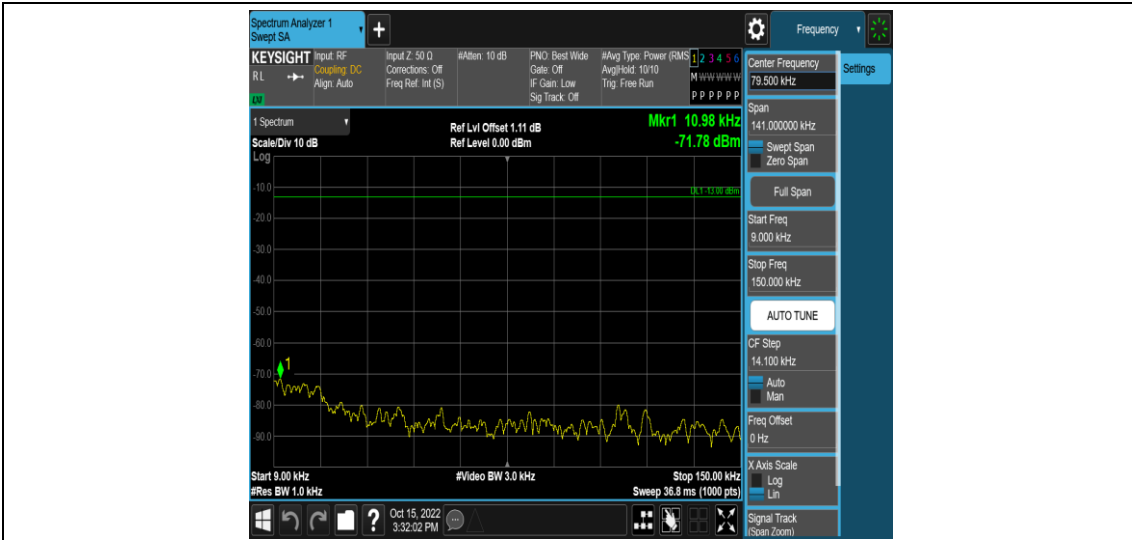 Spectrum Analyzer 1
Swept SA
+
Frequency
KEYSIGHT
RL
LXI
Input: RF
Coupling: DC
Align: Auto
Input Z: 50 Ω
Corrections: Off
Freq Ref: Int (S)
#Atten: 10 dB
PNO: Best Wide
Gate: Off
IF Gain: Low
Sig Track: Off
#Avg Type: Power (RMS
Avg|Hold: 10/10
Trig: Free Run
1 2 3 4 5 6
M W W W W W
P P P P P P
1 Spectrum
Scale/Div 10 dB
Log
Ref Lvl Offset 1.11 dB
Ref Level 0.00 dBm
Mkr1 10.98 kHz
-71.78 dBm
DL1 -13.00 dBm
-10.0
-20.0
-30.0
-40.0
-50.0
-60.0
-70.0
-80.0
-90.0
1
Start 9.00 kHz
#Res BW 1.0 kHz
#Video BW 3.0 kHz
Stop 150.00 kHz
Sweep 36.8 ms (1000 pts)
?
Oct 15, 2022
3:32:02 PM
Center Frequency
79.500 kHz
Settings
Span
141.000000 kHz
Swept Span
Zero Span
Full Span
Start Freq
9.000 kHz
Stop Freq
150.000 kHz
AUTO TUNE
CF Step
14.100 kHz
Auto
Man
Freq Offset
0 Hz
X Axis Scale
Log
Lin
Signal Track
(Span Zoom)